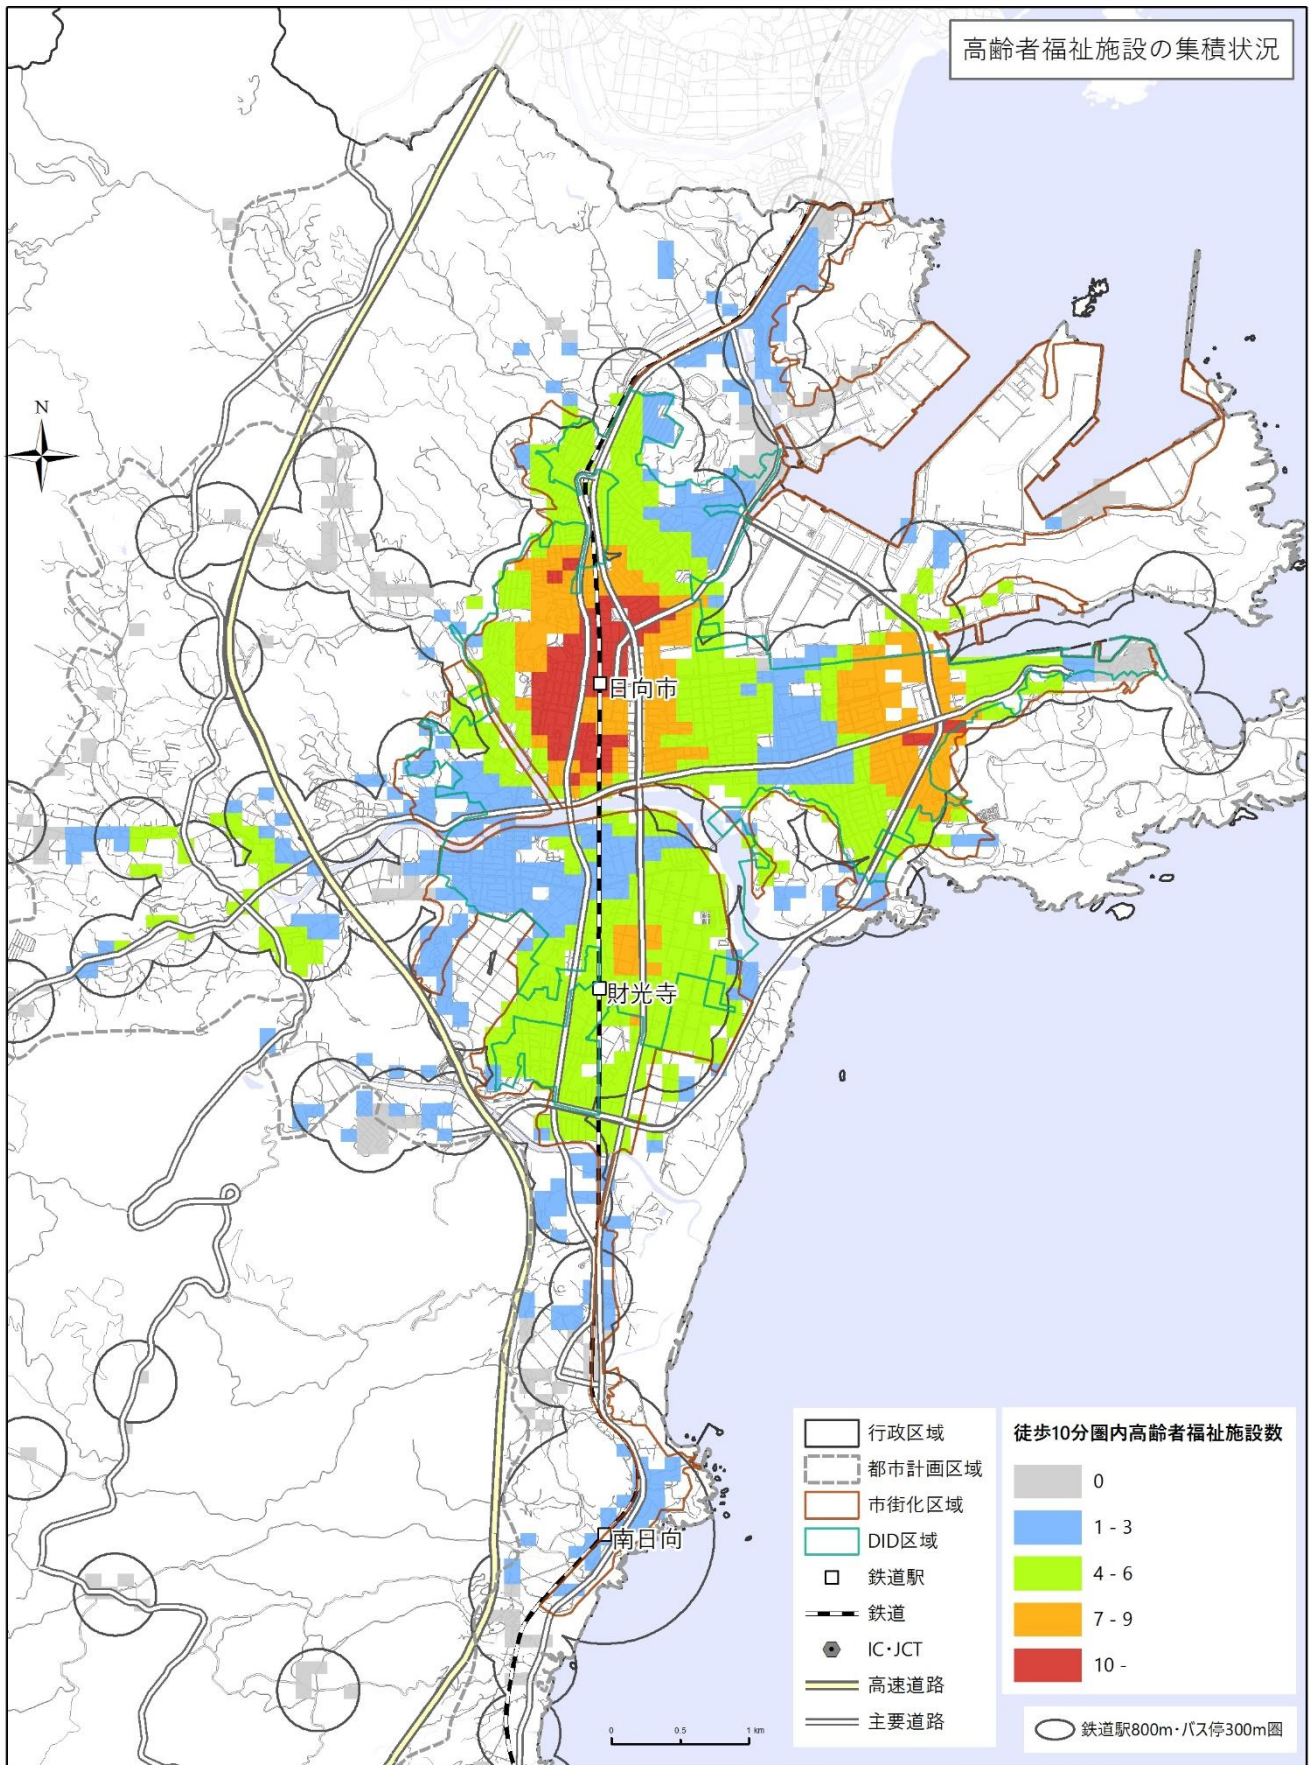 高齢者福祉施設の集積状況
N
日向市
財光寺
南日向
行政区域
都市計画区域
市街化区域
DID区域
鉄道駅
鉄道
IC・JCT
高速道路
主要道路
徒歩10分圏内高齢者福祉施設数
0
1 - 3
4 - 6
7 - 9
10 -
鉄道駅800m・バス停300m圏
0 0.5 1 km